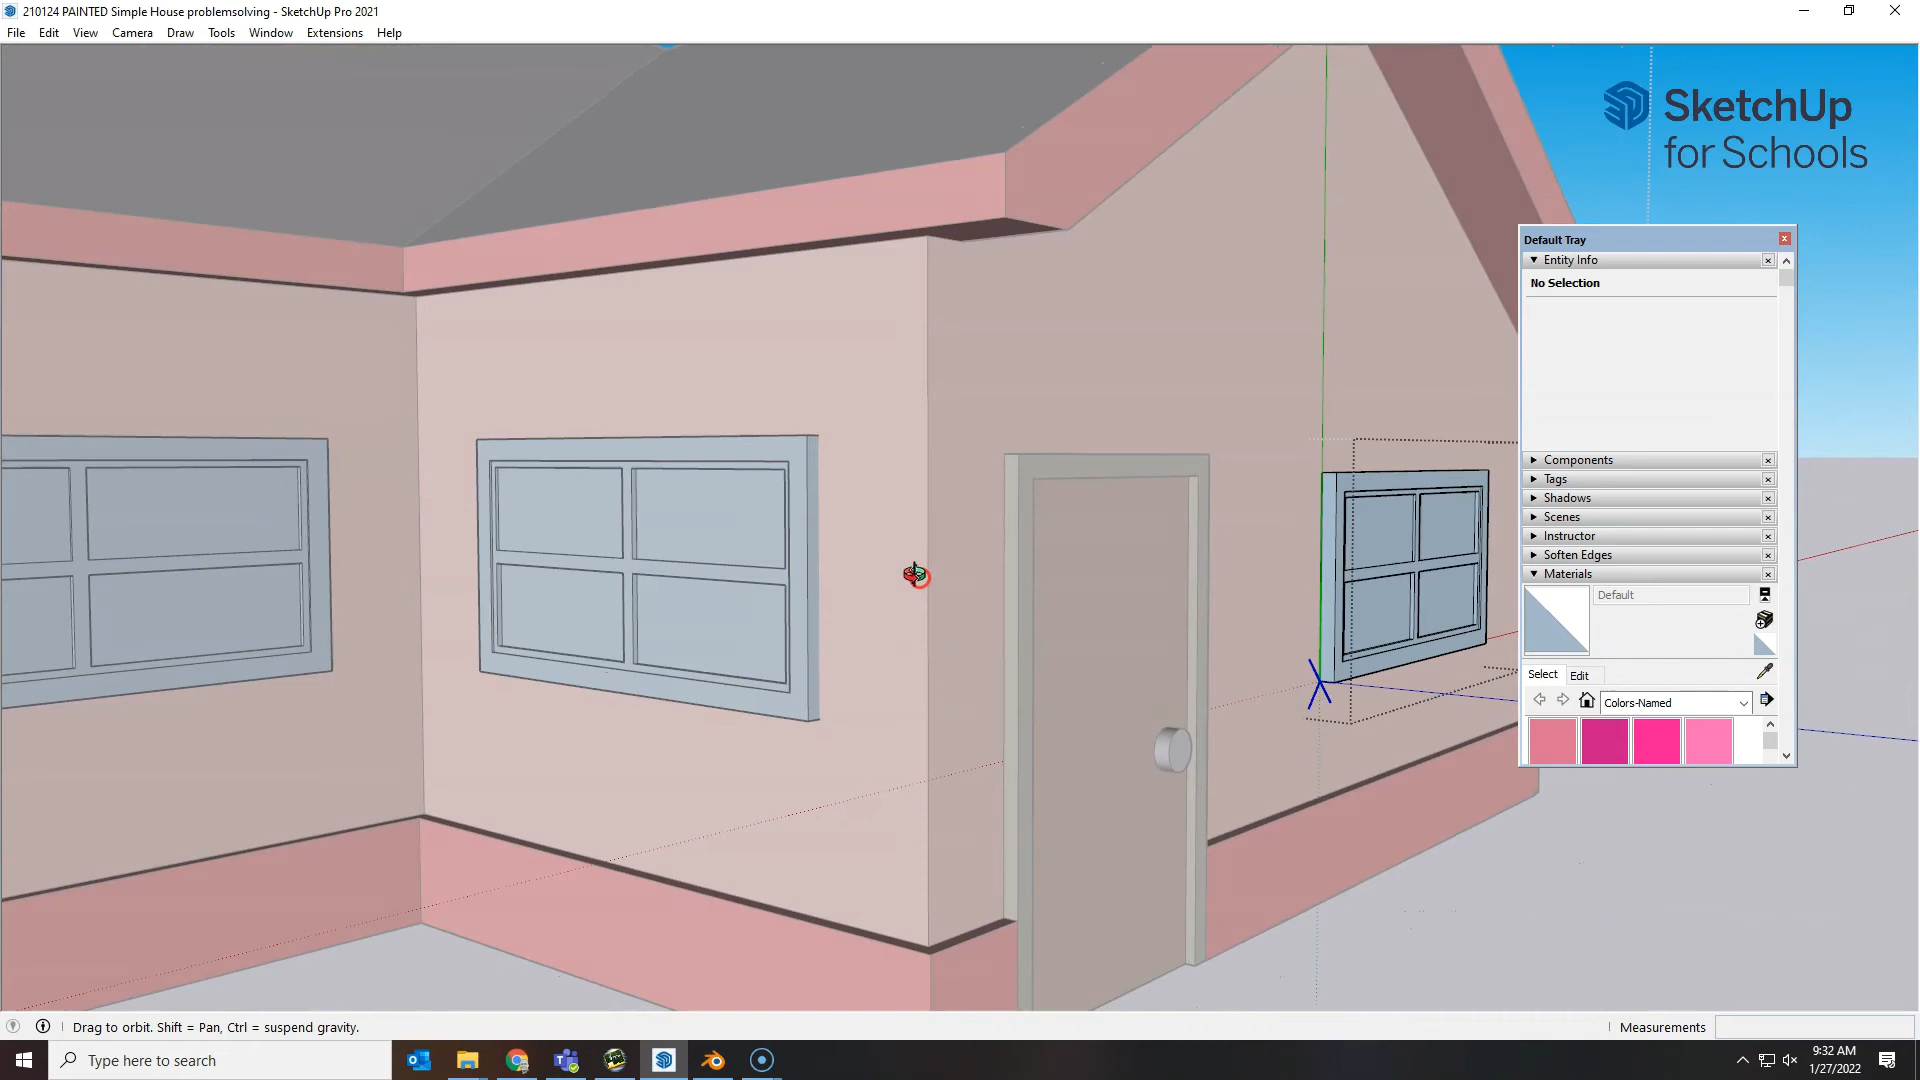 210124 PAINTED Simple House problemsolving - SketchUp Pro 2021
File Edit View Camera Draw Tools Window Extensions Help
SketchUp
for Schools
Default Tray
Entity Info
No Selection
Components
Tags
Shadows
Scenes
Instructor
Soften Edges
Materials
Default
Select Edit
Colors-Named
Drag to orbit. Shift = Pan, Ctrl = suspend gravity.
Measurements
Type here to search
9:32 AM
1/27/2022